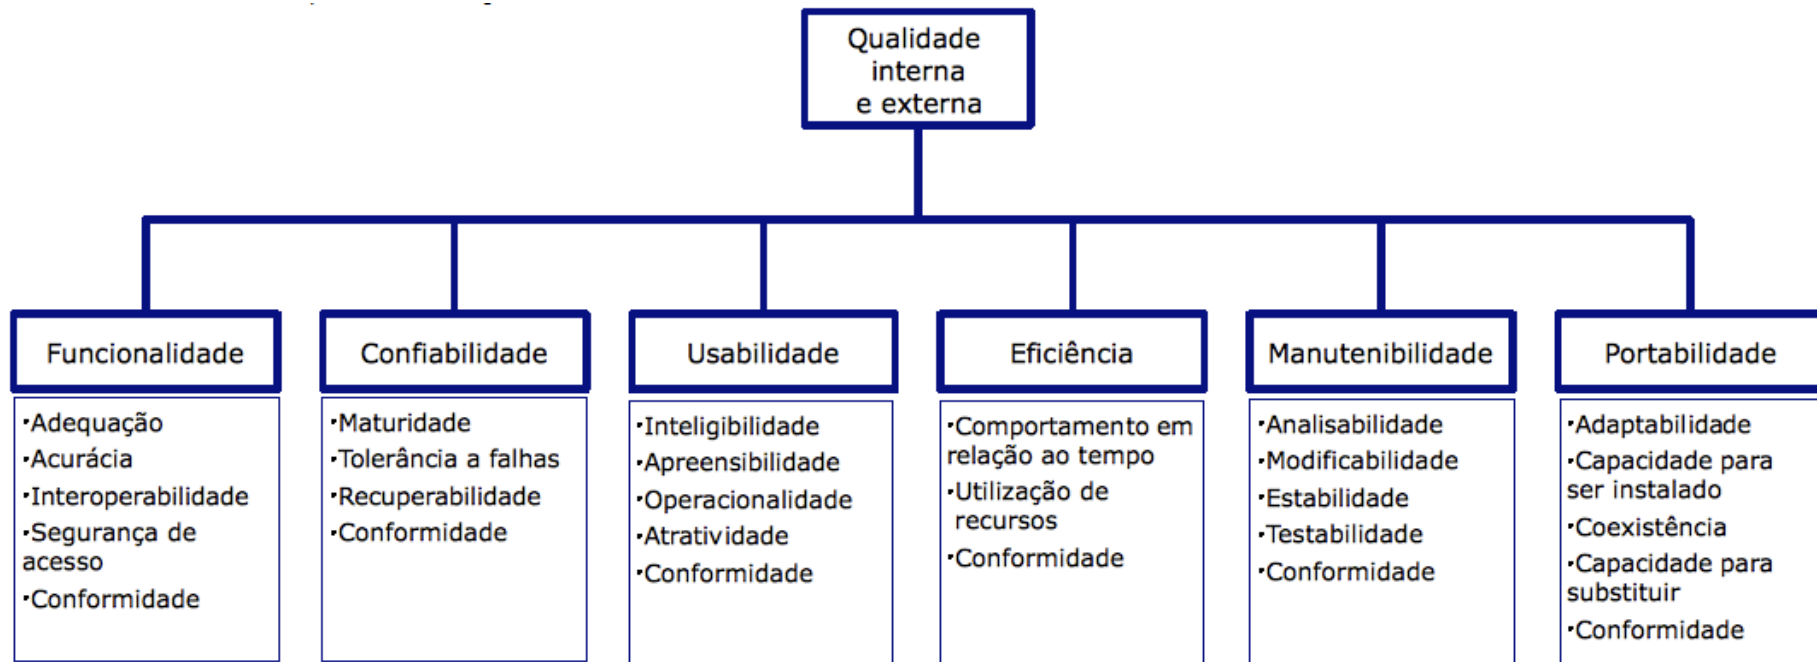 Qualidade
interna
e externa
Funcionalidade
·Adequação
·Acurácia
·Interoperabilidade
·Segurança de
acesso
·Conformidade
Confiabilidade
·Maturidade
·Tolerância a falhas
·Recuperabilidade
·Conformidade
Usabilidade
·Inteligibilidade
·Apreensibilidade
·Operacionalidade
·Atratividade
·Conformidade
Eficiência
·Comportamento em
relação ao tempo
·Utilização de
recursos
·Conformidade
Manutenibilidade
·Analisabilidade
·Modificabilidade
·Estabilidade
·Testabilidade
·Conformidade
Portabilidade
·Adaptabilidade
·Capacidade para
ser instalado
·Coexistência
·Capacidade para
substituir
·Conformidade